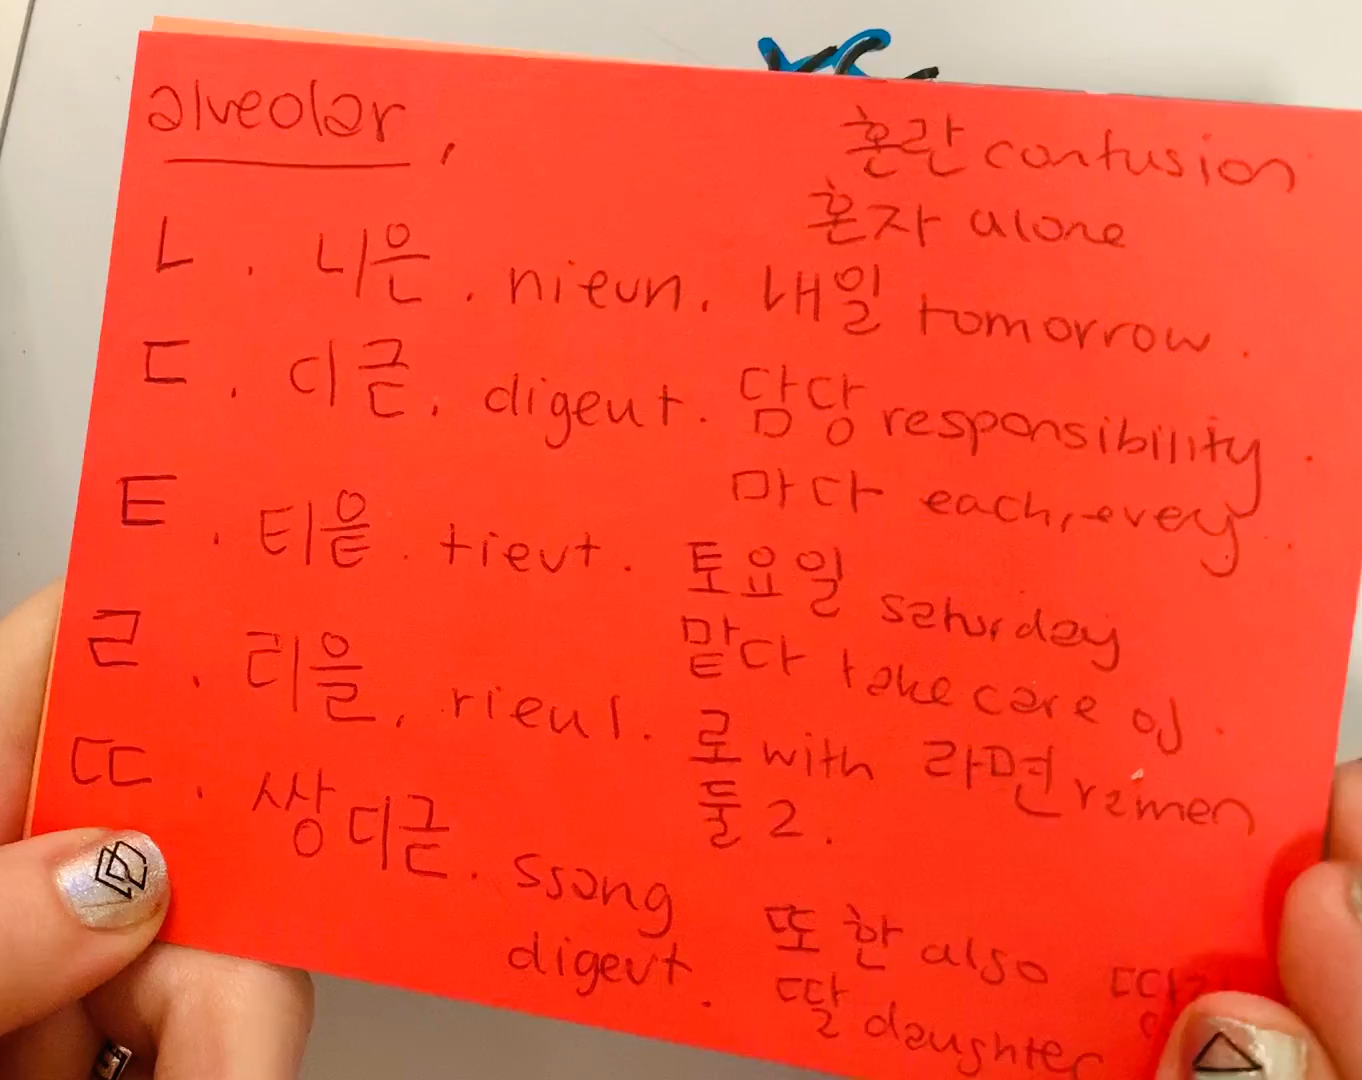 alveolar,
혼란 confusion
혼자 alone
ㄴ. 니은. nieun. 내일 tomorrow.
ㄷ. 디귿. digeut. 담당 responsibility.
마다 each, every.
ㅌ. 티읕. tieut. 토요일 saturday
맡다 take care of.
ㄹ. 리을. rieul. 로 with 라면 ramen
둘 2.
ㄸ. 쌍디귿. ssang digeut. 또한 also
딸 daughter